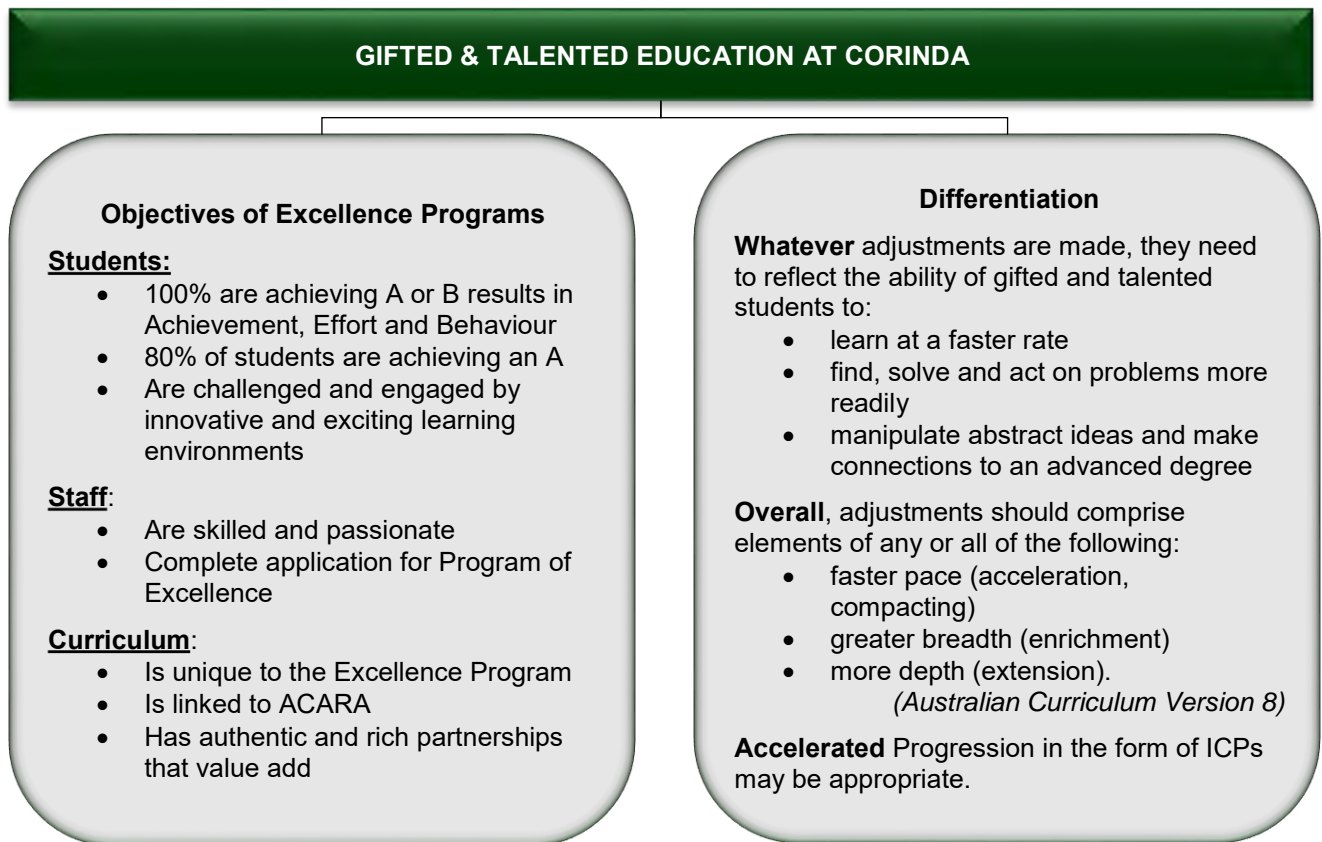 GIFTED & TALENTED EDUCATION AT CORINDA
Objectives of Excellence Programs
Students:
• 100% are achieving A or B results in
Achievement, Effort and Behaviour
• 80% of students are achieving an A
• Are challenged and engaged by
innovative and exciting learning
environments
Staff:
• Are skilled and passionate
• Complete application for Program of
Excellence
Curriculum:
• Is unique to the Excellence Program
• Is linked to ACARA
• Has authentic and rich partnerships
that value add
Differentiation
Whatever adjustments are made, they need
to reflect the ability of gifted and talented
students to:
• learn at a faster rate
• find, solve and act on problems more
readily
• manipulate abstract ideas and make
connections to an advanced degree
Overall, adjustments should comprise
elements of any or all of the following:
• faster pace (acceleration,
compacting)
• greater breadth (enrichment)
• more depth (extension).
(Australian Curriculum Version 8)
Accelerated Progression in the form of ICPs
may be appropriate.